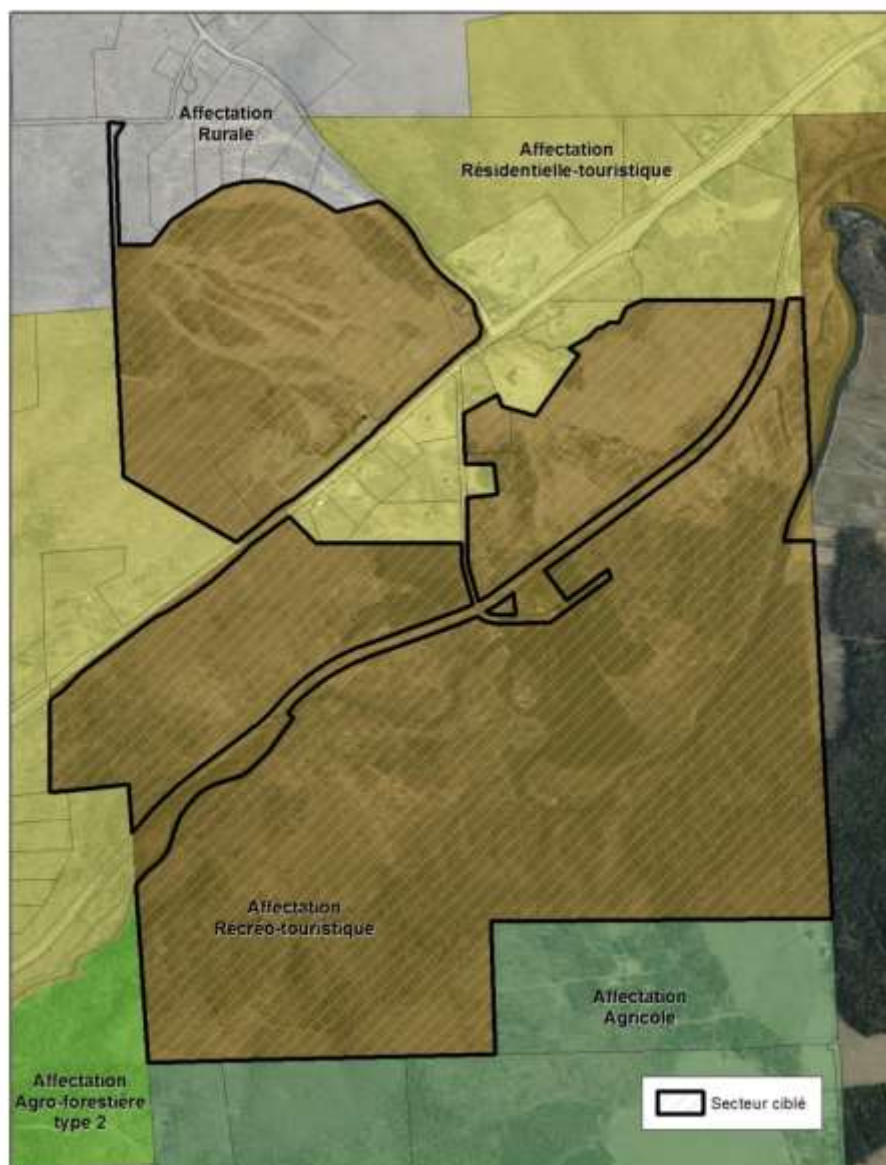 Affectation
Rurale
Affectation
Résidentielle-touristique
Affectation
Récréo-touristique
Affectation
Agricole
Affectation
Agro-forestière
type 2
Secteur ciblé